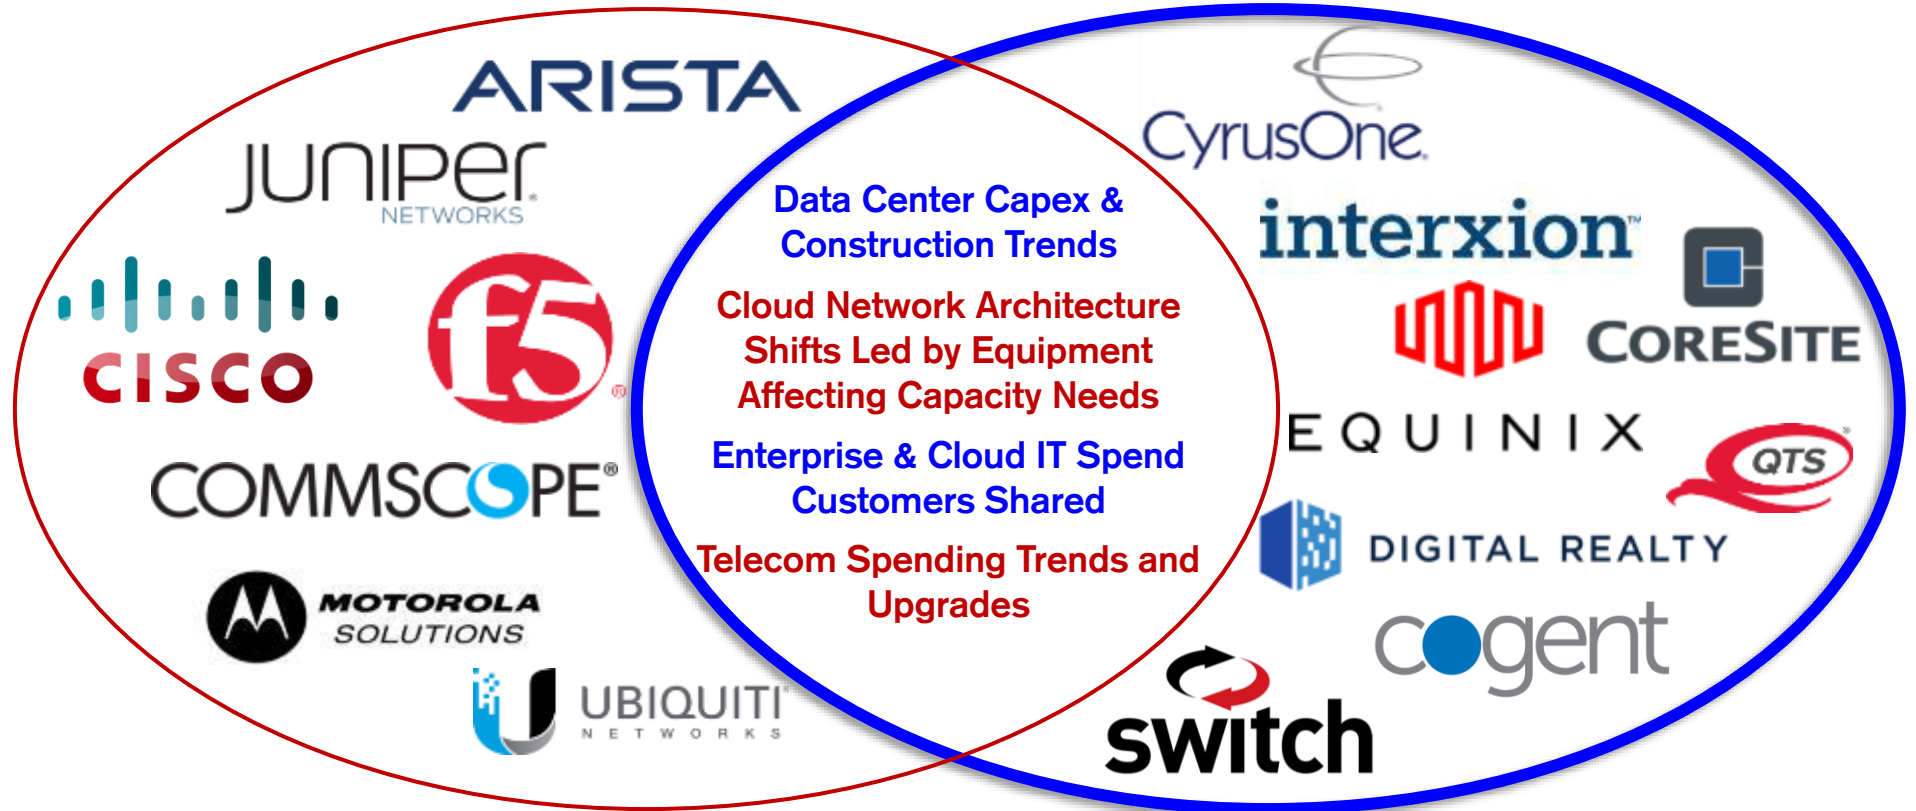 ARISTA
JUNIPER
NETWORKS
CISCO
f5
COMMSCOPE®
MOTOROLA
SOLUTIONS
UBIQUITI
NETWORKS
Data Center Capex &
Construction Trends
Cloud Network Architecture
Shifts Led by Equipment
Affecting Capacity Needs
Enterprise & Cloud IT Spend
Customers Shared
Telecom Spending Trends and
Upgrades
CyrusOne
interxion™
CORESITE
EQUINIX
QTS
DIGITAL REALTY
cogent
switch